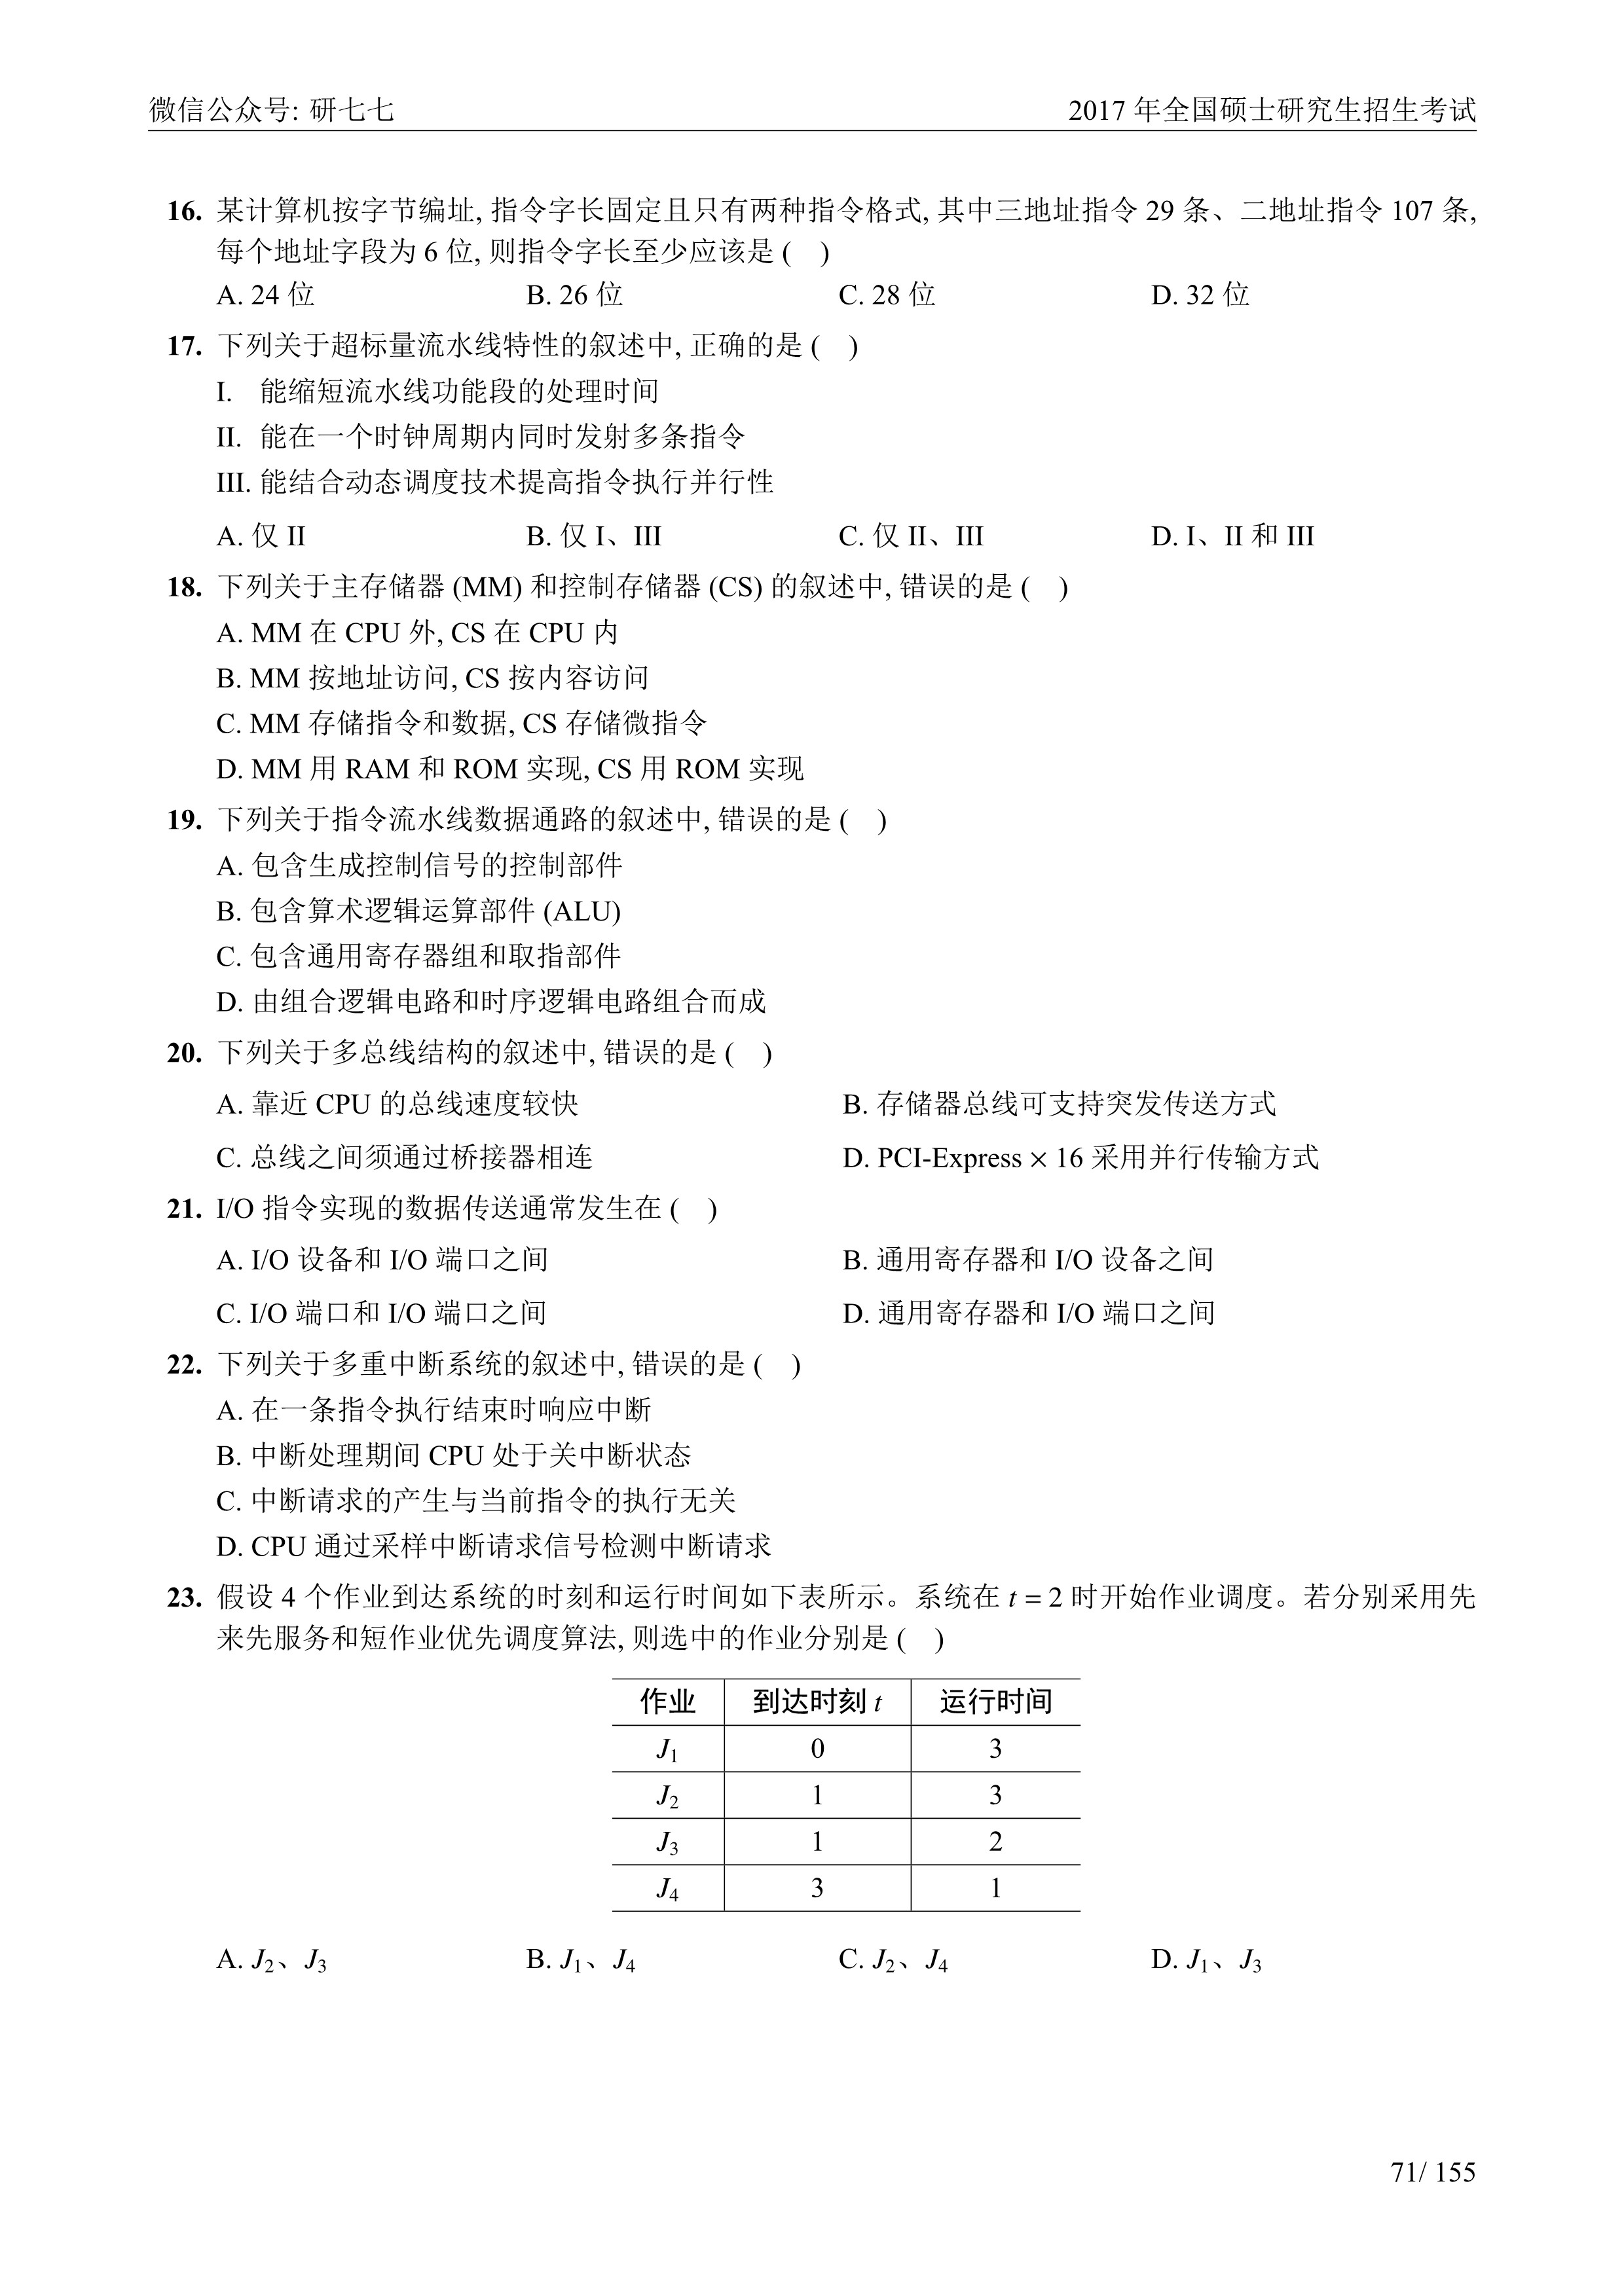 微信公众号: 研七七
2017 年全国硕士研究生招生考试
16. 某计算机按字节编址, 指令字长固定且只有两种指令格式, 其中三地址指令 29 条、二地址指令 107 条,
每个地址字段为 6 位, 则指令字长至少应该是 ( )
A. 24 位 B. 26 位 C. 28 位 D. 32 位
17. 下列关于超标量流水线特性的叙述中, 正确的是 ( )
I. 能缩短流水线功能段的处理时间
II. 能在一个时钟周期内同时发射多条指令
III. 能结合动态调度技术提高指令执行并行性
A. 仅 II B. 仅 I、III C. 仅 II、III D. I、II 和 III
18. 下列关于主存储器 (MM) 和控制存储器 (CS) 的叙述中, 错误的是 ( )
A. MM 在 CPU 外, CS 在 CPU 内
B. MM 按地址访问, CS 按内容访问
C. MM 存储指令和数据, CS 存储微指令
D. MM 用 RAM 和 ROM 实现, CS 用 ROM 实现
19. 下列关于指令流水线数据通路的叙述中, 错误的是 ( )
A. 包含生成控制信号的控制部件
B. 包含算术逻辑运算部件 (ALU)
C. 包含通用寄存器组和取指部件
D. 由组合逻辑电路和时序逻辑电路组合而成
20. 下列关于多总线结构的叙述中, 错误的是 ( )
A. 靠近 CPU 的总线速度较快 B. 存储器总线可支持突发传送方式
C. 总线之间须通过桥接器相连 D. PCI-Express × 16 采用并行传输方式
21. I/O 指令实现的数据传送通常发生在 ( )
A. I/O 设备和 I/O 端口之间 B. 通用寄存器和 I/O 设备之间
C. I/O 端口和 I/O 端口之间 D. 通用寄存器和 I/O 端口之间
22. 下列关于多重中断系统的叙述中, 错误的是 ( )
A. 在一条指令执行结束时响应中断
B. 中断处理期间 CPU 处于关中断状态
C. 中断请求的产生与当前指令的执行无关
D. CPU 通过采样中断请求信号检测中断请求
23. 假设 4 个作业到达系统的时刻和运行时间如下表所示。系统在 t = 2 时开始作业调度。若分别采用先
来先服务和短作业优先调度算法, 则选中的作业分别是 ( )
作业 到达时刻 t 运行时间
J1 0 3
J2 1 3
J3 1 2
J4 3 1
A. J2、J3 B. J1、J4 C. J2、J4 D. J1、J3
71/ 155